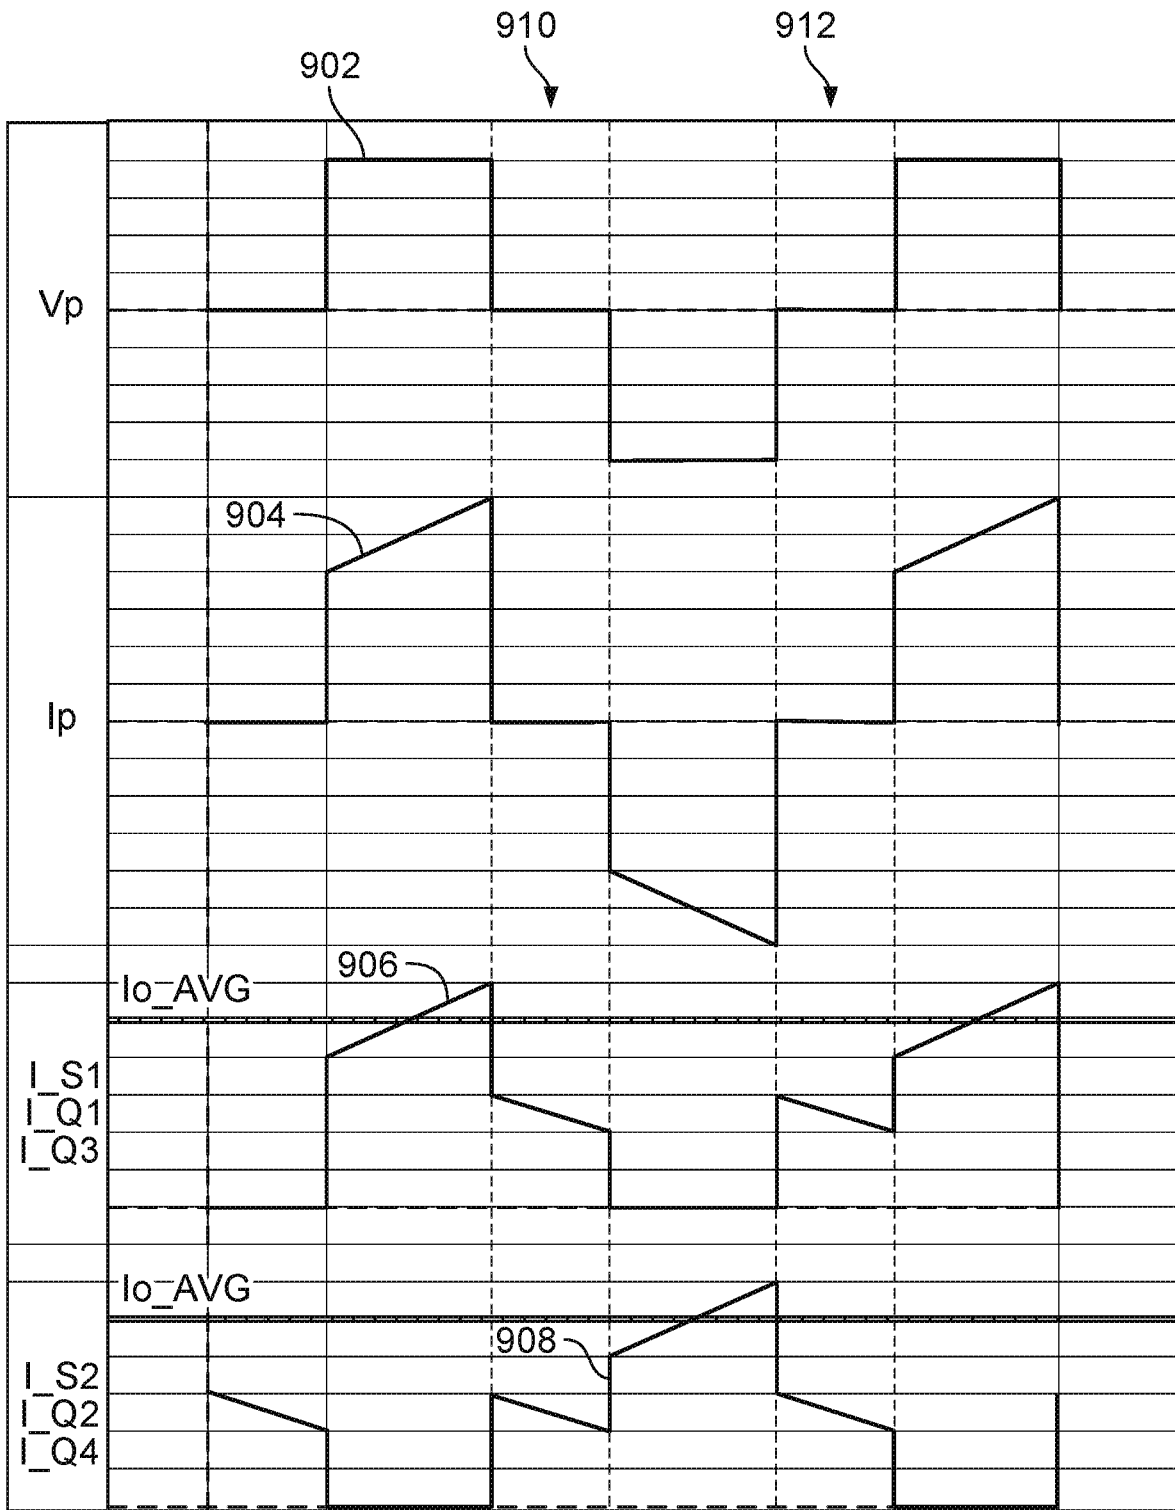 910
912
902
Vp
904
Ip
906
Io_AVG
I_S1
I_Q1
I_Q3
Io_AVG
908
I_S2
I_Q2
I_Q4